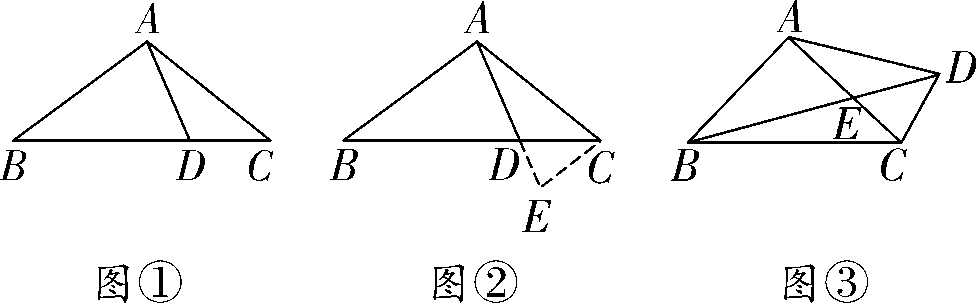 A A A
D
B D C B D C B E C
E
图① 图② 图③